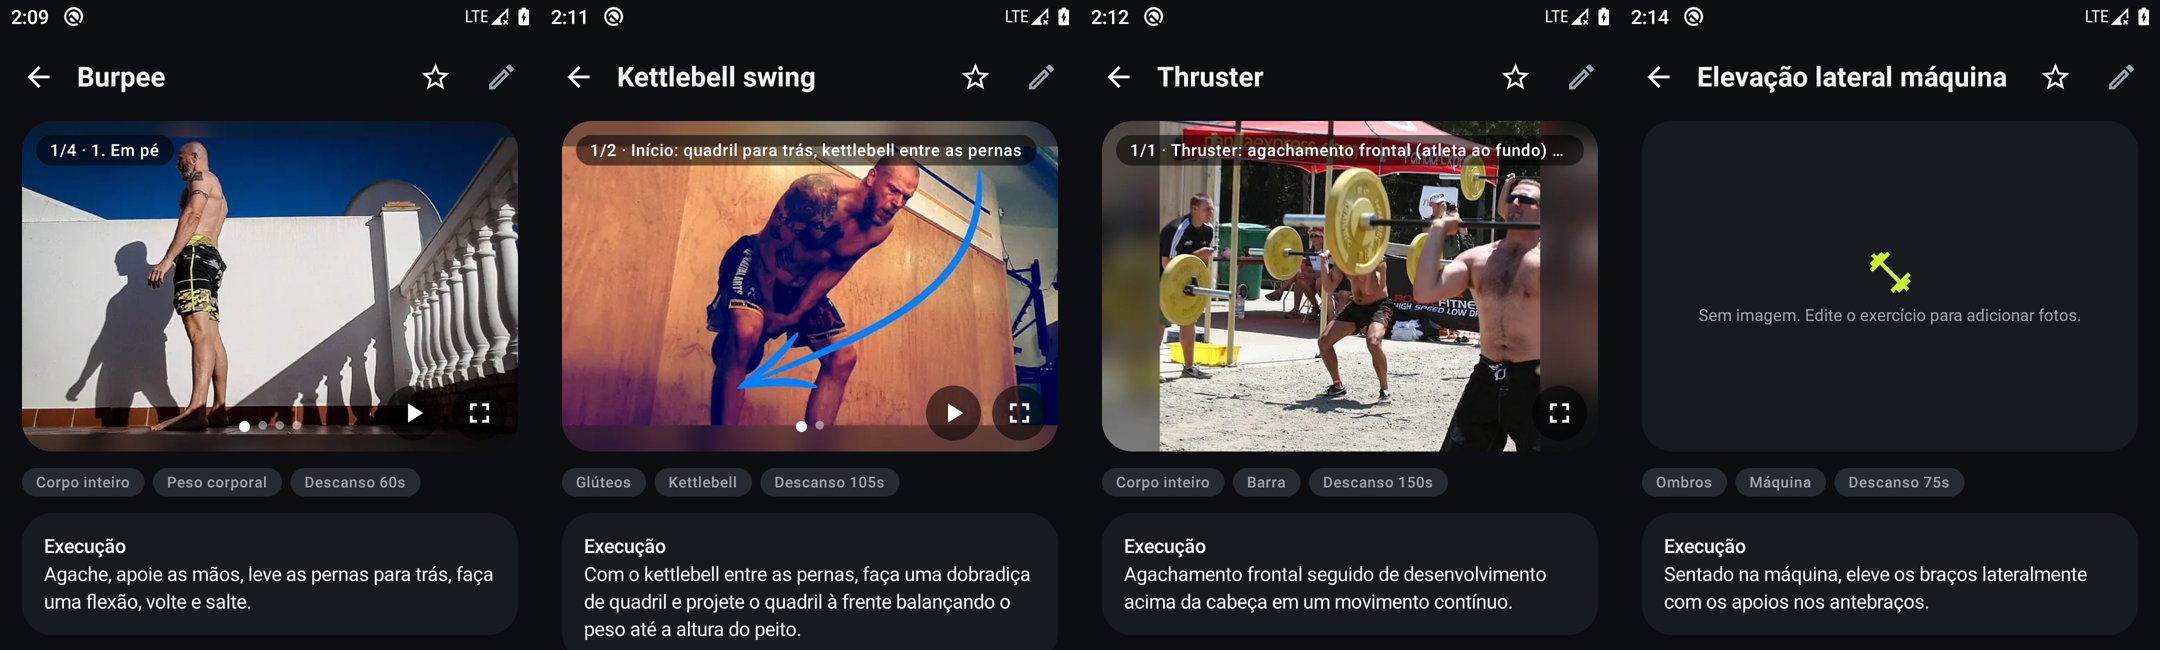 2:09 LTE
Burpee
1/4 · 1. Em pé
Corpo inteiro Peso corporal Descanso 60s
Execução
Agache, apoie as mãos, leve as pernas para trás, faça
uma flexão, volte e salte.
2:11 LTE
Kettlebell swing
1/2 · Início: quadril para trás, kettlebell entre as pernas
Glúteos Kettlebell Descanso 105s
Execução
Com o kettlebell entre as pernas, faça uma dobradiça
de quadril e projete o quadril à frente balançando o
peso até a altura do peito.
2:12 LTE
Thruster
1/1 · Thruster: agachamento frontal (atleta ao fundo) ...
FITNE
HIGH SPEED LOW
Corpo inteiro Barra Descanso 150s
Execução
Agachamento frontal seguido de desenvolvimento
acima da cabeça em um movimento contínuo.
2:14 LTE
Elevação lateral máquina
Sem imagem. Edite o exercício para adicionar fotos.
Ombros Máquina Descanso 75s
Execução
Sentado na máquina, eleve os braços lateralmente
com os apoios nos antebraços.